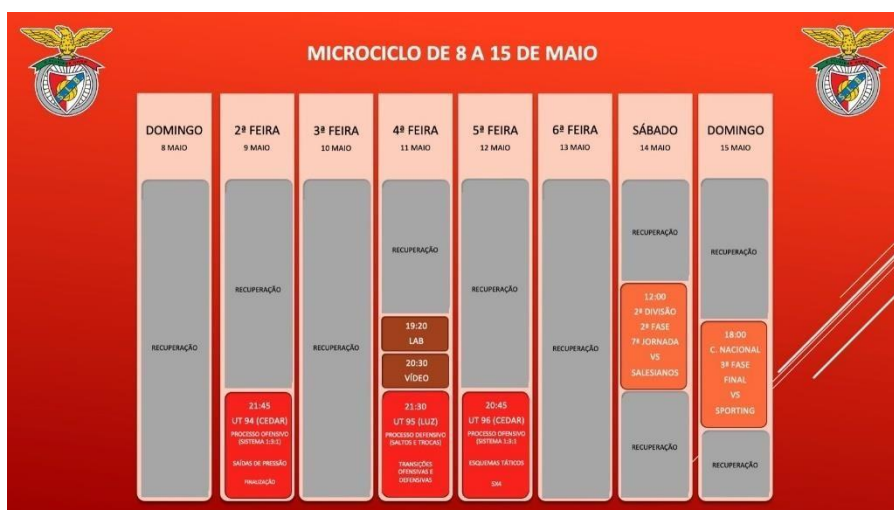 MICROCICLO DE 8 A 15 DE MAIO
DOMINGO
8 MAIO
RECUPERAÇÃO
2ª FEIRA
9 MAIO
RECUPERAÇÃO
21:45
UT 94 (CEDAR)
PROCESSO OFENSIVO
(SISTEMA 1:3:1)
SAÍDAS DE PRESSÃO
FINALIZAÇÃO
3ª FEIRA
10 MAIO
RECUPERAÇÃO
4ª FEIRA
11 MAIO
RECUPERAÇÃO
19:20
LAB
20:30
VÍDEO
21:30
UT 95 (LUZ)
PROCESSO DEFENSIVO
(SALTOS E TROCAS)
TRANSIÇÕES
OFENSIVAS E
DEFENSIVAS
5ª FEIRA
12 MAIO
RECUPERAÇÃO
20:45
UT 96 (CEDAR)
PROCESSO OFENSIVO
(SISTEMA 1:3:1)
ESQUEMAS TÁTICOS
5X4
6ª FEIRA
13 MAIO
RECUPERAÇÃO
SÁBADO
14 MAIO
RECUPERAÇÃO
12:00
2ª DIVISÃO
2ª FASE
7ª JORNADA
VS
SALESIANOS
RECUPERAÇÃO
DOMINGO
15 MAIO
RECUPERAÇÃO
18:00
C. NACIONAL
3ª FASE
FINAL
VS
SPORTING
RECUPERAÇÃO